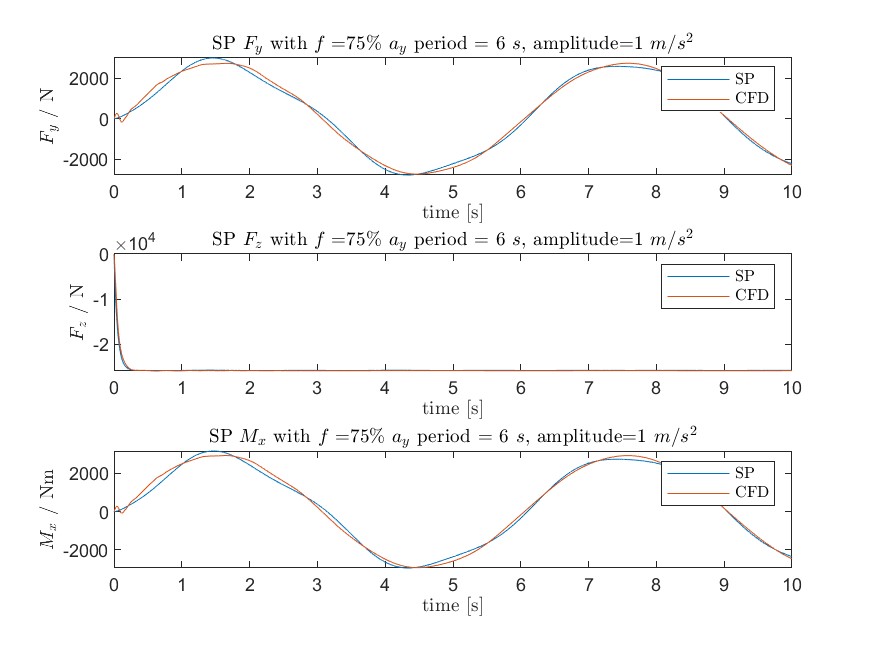 SP F_y with f =75% a_y period = 6 s, amplitude=1 m/s^2
2000
0
-2000
F_y / N
SP
CFD
0 1 2 3 4 5 6 7 8 9 10
time [s]
SP F_z with f =75% a_y period = 6 s, amplitude=1 m/s^2
×10^4
0
-1
-2
F_z / N
SP
CFD
0 1 2 3 4 5 6 7 8 9 10
time [s]
SP M_x with f =75% a_y period = 6 s, amplitude=1 m/s^2
2000
0
-2000
M_x / Nm
SP
CFD
0 1 2 3 4 5 6 7 8 9 10
time [s]